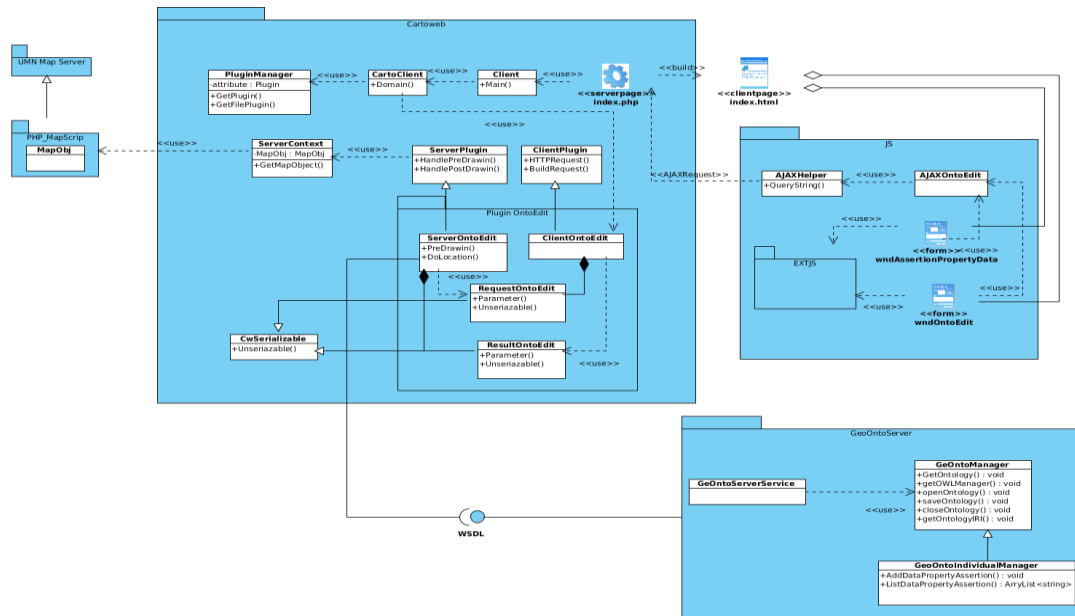 Cartoweb
UMN Map Server
PHP_MapScrip
MapObj
<<use>>
PluginManager
-attribute : Plugin
+GetPlugin()
+GetFilePlugin()
<<use>>
CartoClient
+Domain()
<<use>>
Client
+Main()
<<use>>
<<serverpage>>
index.php
<<build>>
<<clientpage>>
index.html
<<use>>
ServerContext
-MapObj : MapObj
+GetMapObject()
<<use>>
ServerPlugin
+HandlePreDrawin()
+HandlePostDrawin()
ClientPlugin
+HTTPRequest()
+BuildRequest()
<<AJAXRequest>>
Plugin OntoEdit
ServerOntoEdit
+PreDrawin()
+DoLocation()
<<use>>
ClientOntoEdit
RequestOntoEdit
+Parameter()
+Unseriazable()
CwSerializable
+Unseriazable()
ResultOntoEdit
+Parameter()
+Unseriazable()
<<use>>
JS
AJAXHelper
+QueryString()
<<use>>
AJAXOntoEdit
<<use>>
<<form>>
wndAssertionPropertyData
<<use>>
EXTJS
<<use>>
<<use>>
<<form>>
wndOntoEdit
WSDL
GeoOntoServer
GeOntoServerService
<<use>>
GeOntoManager
+GetOntology() : void
+getOWLManager() : void
+openOntology() : void
+saveOntology() : void
+closeOntology() : void
+getOntologyIRI() : void
GeoOntoIndividualManager
+AddDataPropertyAssertion() : void
+ListDataPropertyAssertion() : ArryList<string>